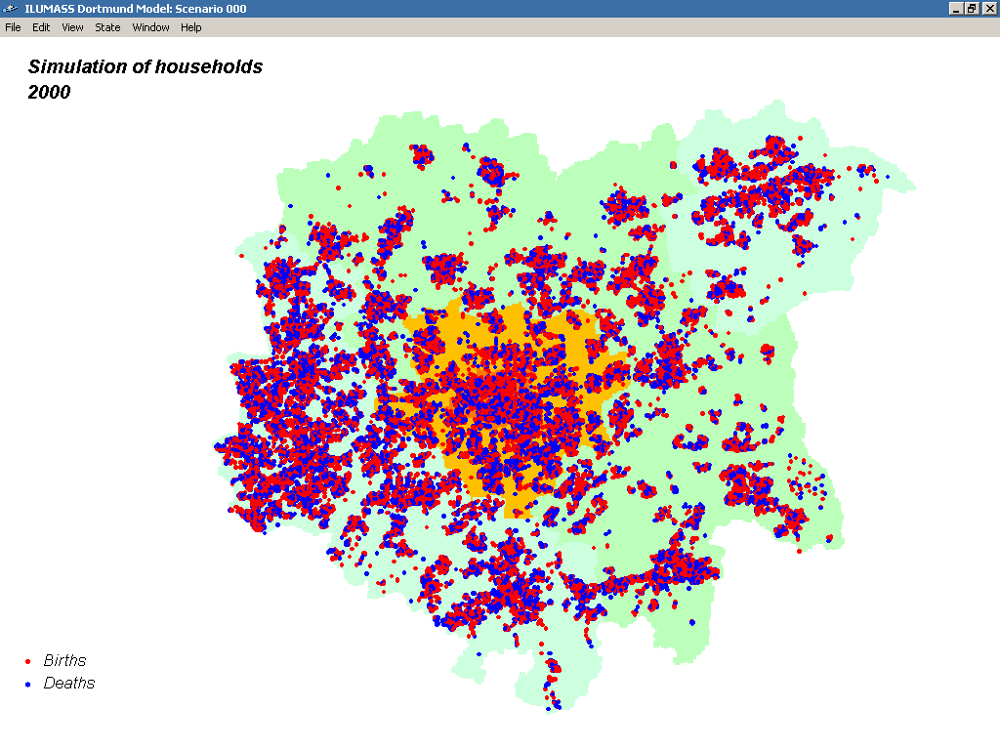 ILUMASS Dortmund Model: Scenario 000
File Edit View State Window Help
Simulation of households
2000
Births
Deaths